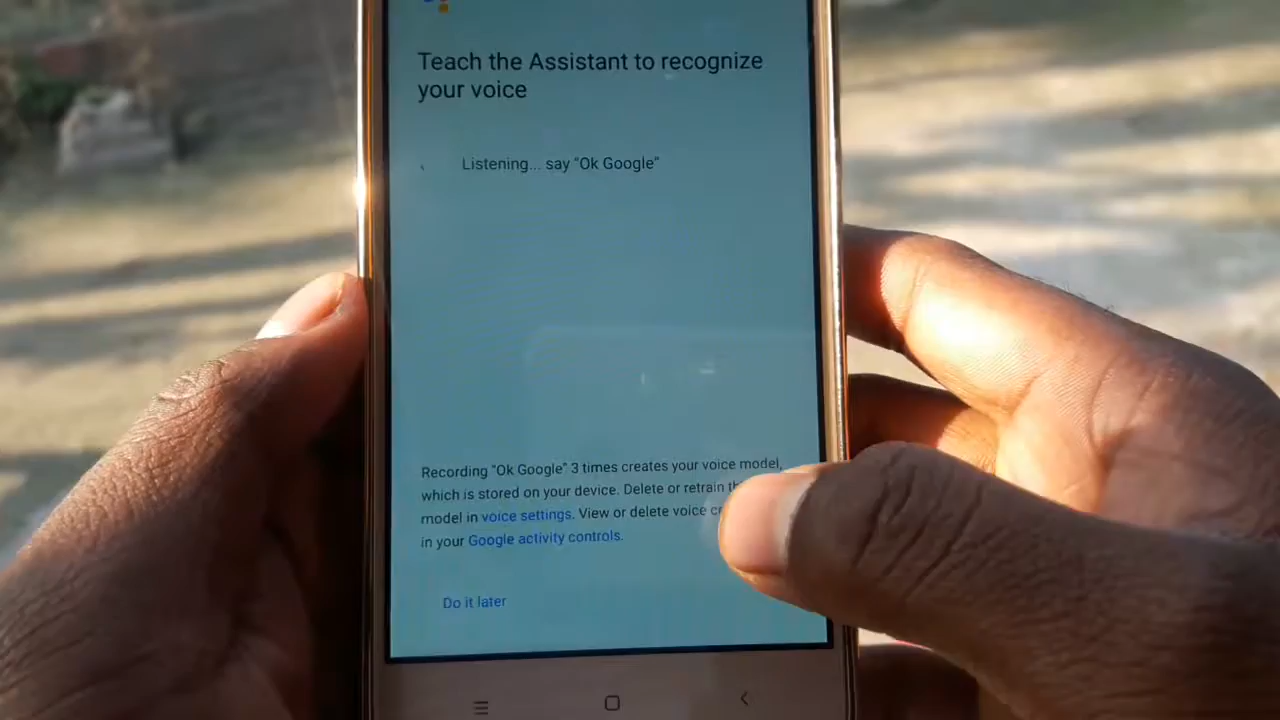 Teach the Assistant to recognize
your voice
Listening... say "Ok Google"
Recording "Ok Google" 3 times creates your voice model,
which is stored on your device. Delete or retrain
model in voice settings. View or delete voice
in your Google activity controls.
Do it later